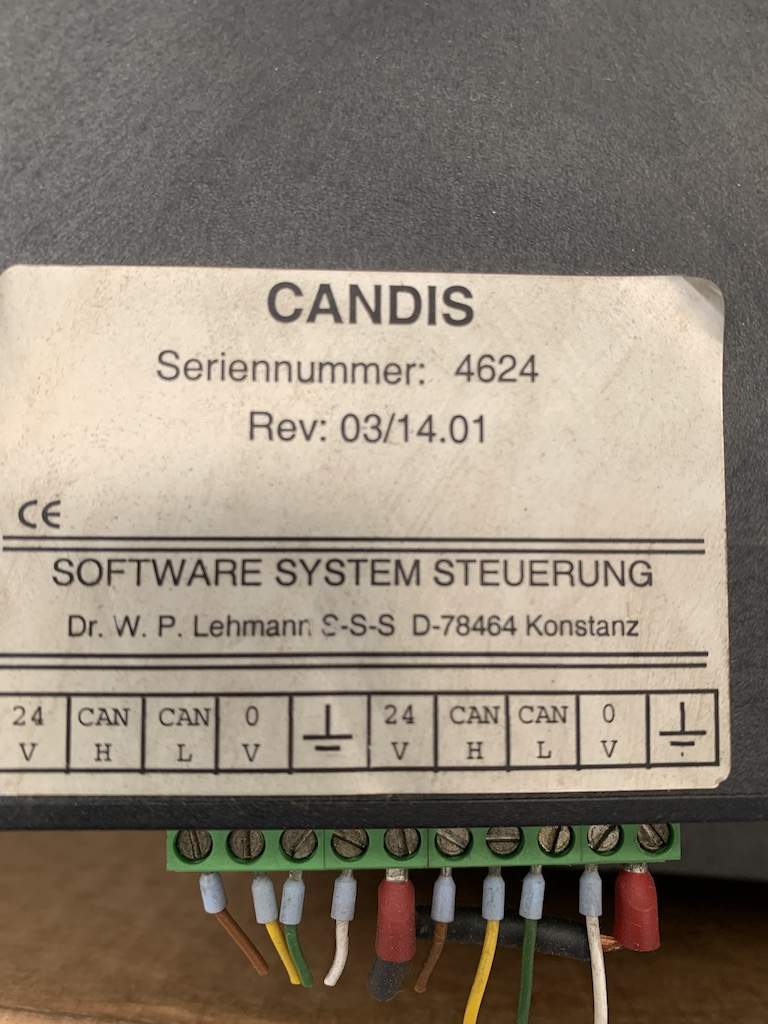 CANDIS
Seriennummer: 4624
Rev: 03/14.01
CE
SOFTWARE SYSTEM STEUERUNG
Dr. W. P. Lehmann S-S-S D-78464 Konstanz
24 CAN CAN 0 24 CAN CAN 0
V H L V V H L V